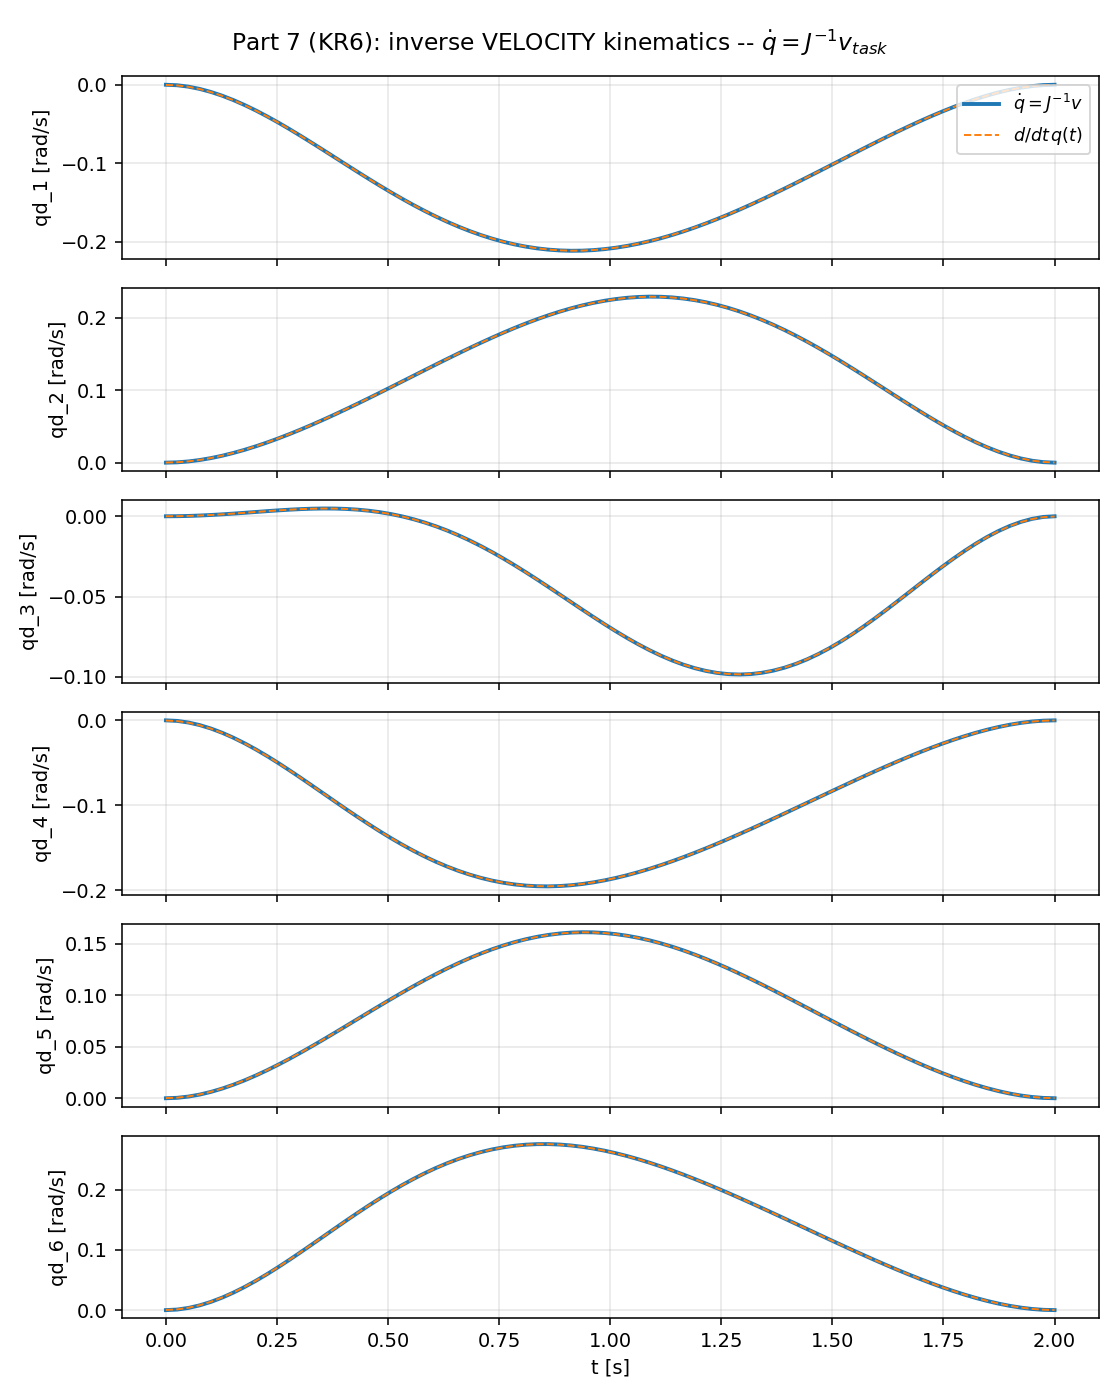 Part 7 (KR6): inverse VELOCITY kinematics -- q̇ = J⁻¹v_task
q̇ = J⁻¹v
d/dt q(t)
qd_1 [rad/s]
0.0
−0.1
−0.2
qd_2 [rad/s]
0.2
0.1
0.0
qd_3 [rad/s]
0.00
−0.05
−0.10
qd_4 [rad/s]
0.0
−0.1
−0.2
qd_5 [rad/s]
0.15
0.10
0.05
0.00
qd_6 [rad/s]
0.2
0.1
0.0
0.00 0.25 0.50 0.75 1.00 1.25 1.50 1.75 2.00
t [s]